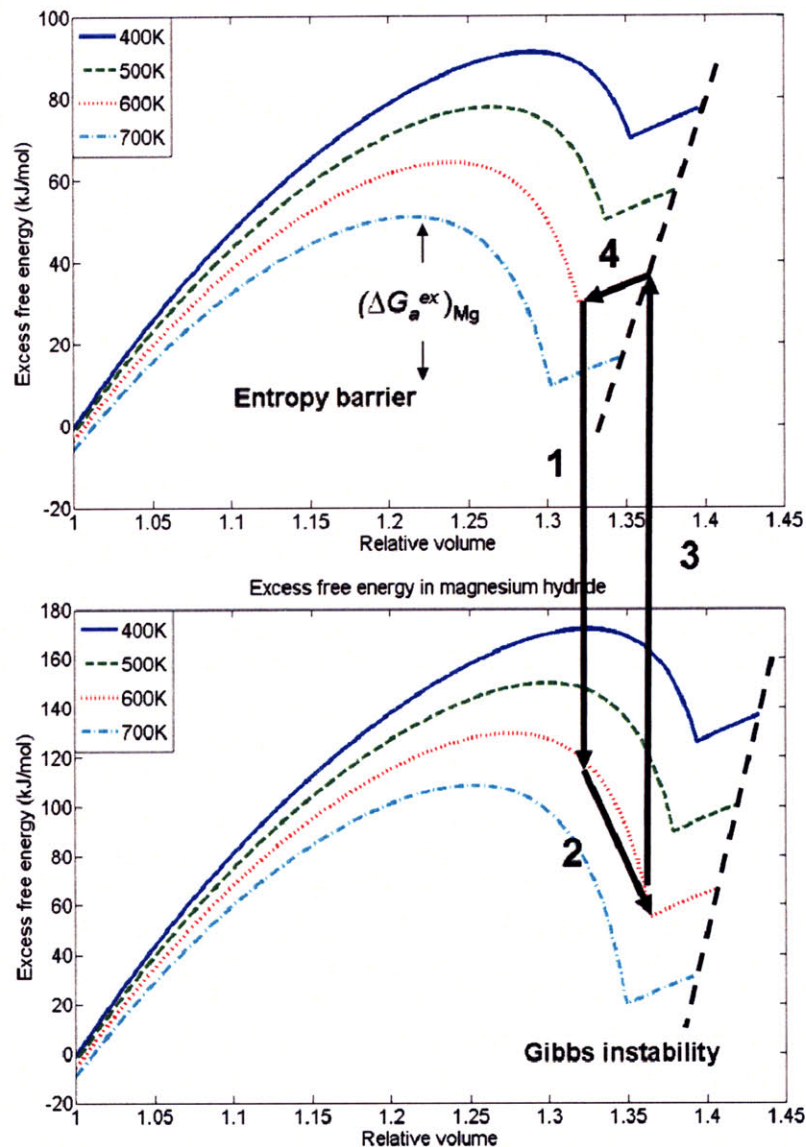 100
80
60
40
20
0
-20
Excess free energy (kJ/mol)
400K
500K
600K
700K
(ΔG_a^ex)_Mg
Entropy barrier
4
1
3
1
1.05
1.1
1.15
1.2
1.25
1.3
1.35
1.4
1.45
Relative volume
Excess free energy in magnesium hydride
180
160
140
120
100
80
60
40
20
0
-20
Excess free energy (kJ/mol)
400K
500K
600K
700K
2
Gibbs instability
1
1.05
1.1
1.15
1.2
1.25
1.3
1.35
1.4
1.45
Relative volume